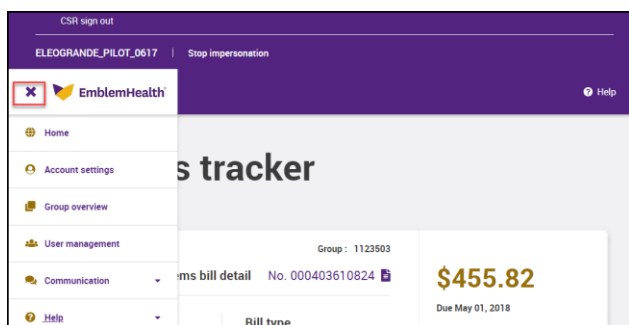 CSR sign out
ELEOGRANDE_PILOT_0617 | Stop impersonation
EmblemHealth
Help
Home
Account settings
Group overview
User management
Communication
Help
s tracker
Group : 1123503
ems bill detail No. 000403610824
Bill type
$455.82
Due May 01, 2018